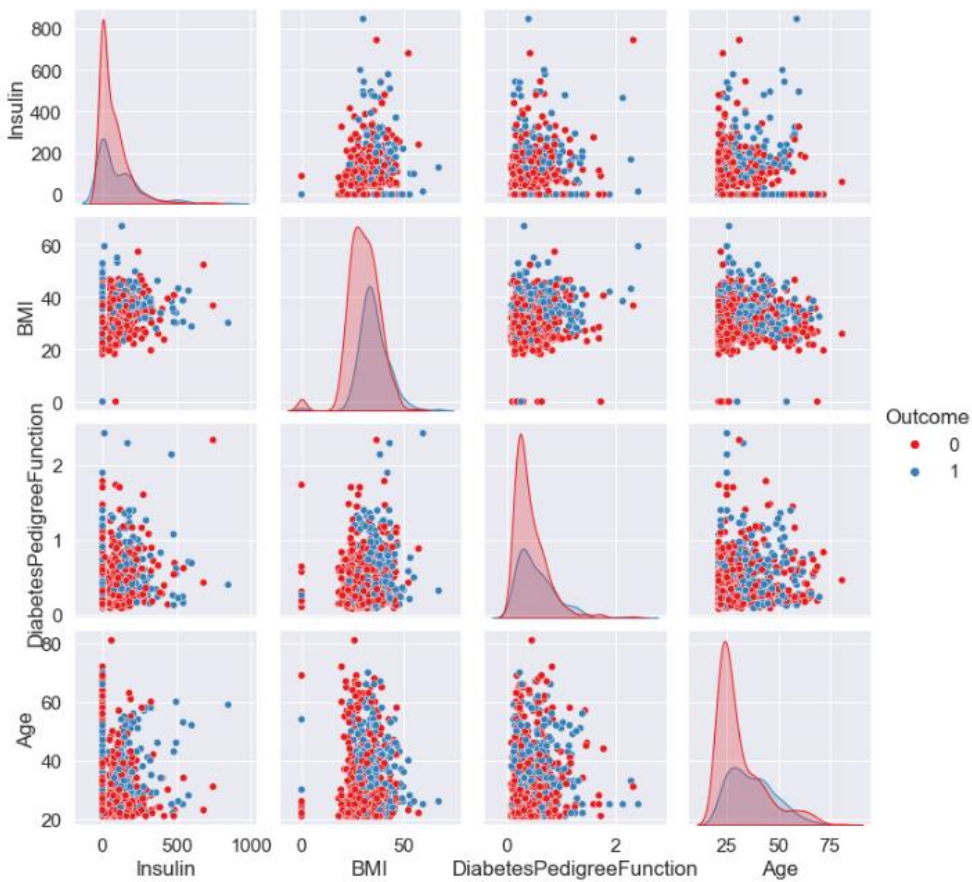 Insulin
800
600
400
200
0
BMI
60
40
20
0
DiabetesPedigreeFunction
2
1
0
Age
80
60
40
20
Outcome
0
1
0 500 1000 0 50 0 2 25 50 75
Insulin BMI DiabetesPedigreeFunction Age